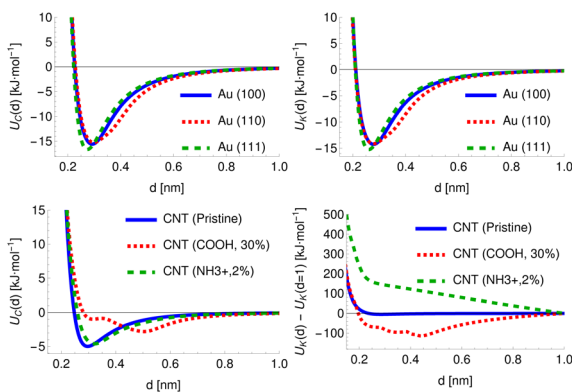 U_C(d) [kJ·mol⁻¹]
10
5
0
−5
−10
−15
Au (100)
Au (110)
Au (111)
0.2 0.4 0.6 0.8 1.0
d [nm]
U_K(d) [kJ·mol⁻¹]
10
5
0
-5
-10
-15
Au (100)
Au (110)
Au (111)
0.2 0.4 0.6 0.8 1.0
d [nm]
U_C(d) [kJ·mol⁻¹]
15
10
5
0
−5
CNT (Pristine)
CNT (COOH, 30%)
CNT (NH3+,2%)
0.2 0.4 0.6 0.8 1.0
d [nm]
U_K(d) − U_K(d=1) [kJ·mol⁻¹]
500
400
300
200
100
0
-100
CNT (Pristine)
CNT (COOH, 30%)
CNT (NH3+,2%)
0.2 0.4 0.6 0.8 1.0
d [nm]